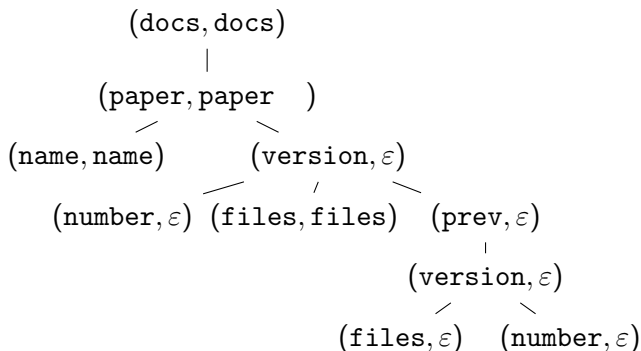 (docs, docs)
(paper, paper )
(name, name) (version, ε)
(number, ε) (files, files) (prev, ε)
(version, ε)
(files, ε) (number, ε)